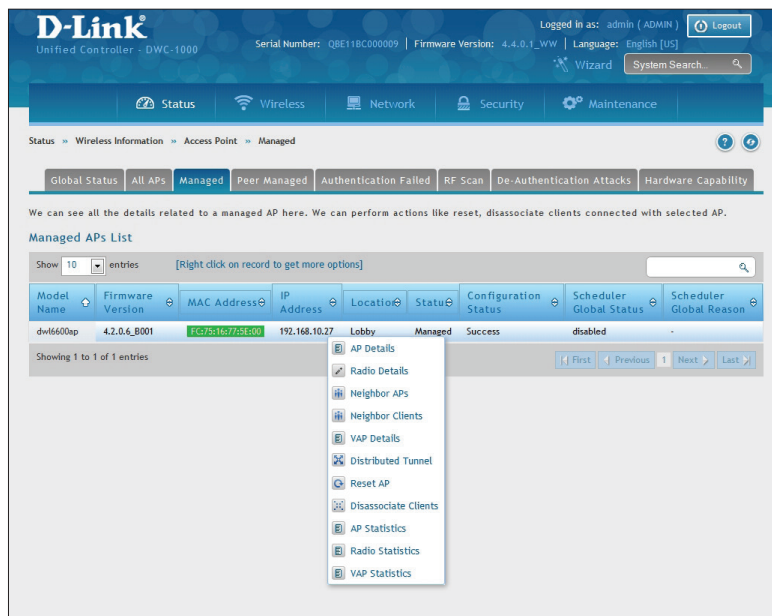 D-Link®
Unified Controller - DWC-1000
Logged in as: admin ( ADMIN ) Logout
Serial Number: QBE11BC000009 | Firmware Version: 4.4.0.1_WW | Language: English [US]
Wizard System Search...
Status Wireless Network Security Maintenance
Status » Wireless Information » Access Point » Managed
Global Status All APs Managed Peer Managed Authentication Failed RF Scan De-Authentication Attacks Hardware Capability
We can see all the details related to a managed AP here. We can perform actions like reset, disassociate clients connected with selected AP.
Managed APs List
Show 10 entries [Right click on record to get more options]
Model Name Firmware Version MAC Address IP Address Location Status Configuration Status Scheduler Global Status Scheduler Global Reason
dwl6600ap 4.2.0.6_B001 FC:75:16:77:5E:00 192.168.10.27 Lobby Managed Success disabled -
Showing 1 to 1 of 1 entries
First Previous 1 Next Last
AP Details
Radio Details
Neighbor APs
Neighbor Clients
VAP Details
Distributed Tunnel
Reset AP
Disassociate Clients
AP Statistics
Radio Statistics
VAP Statistics